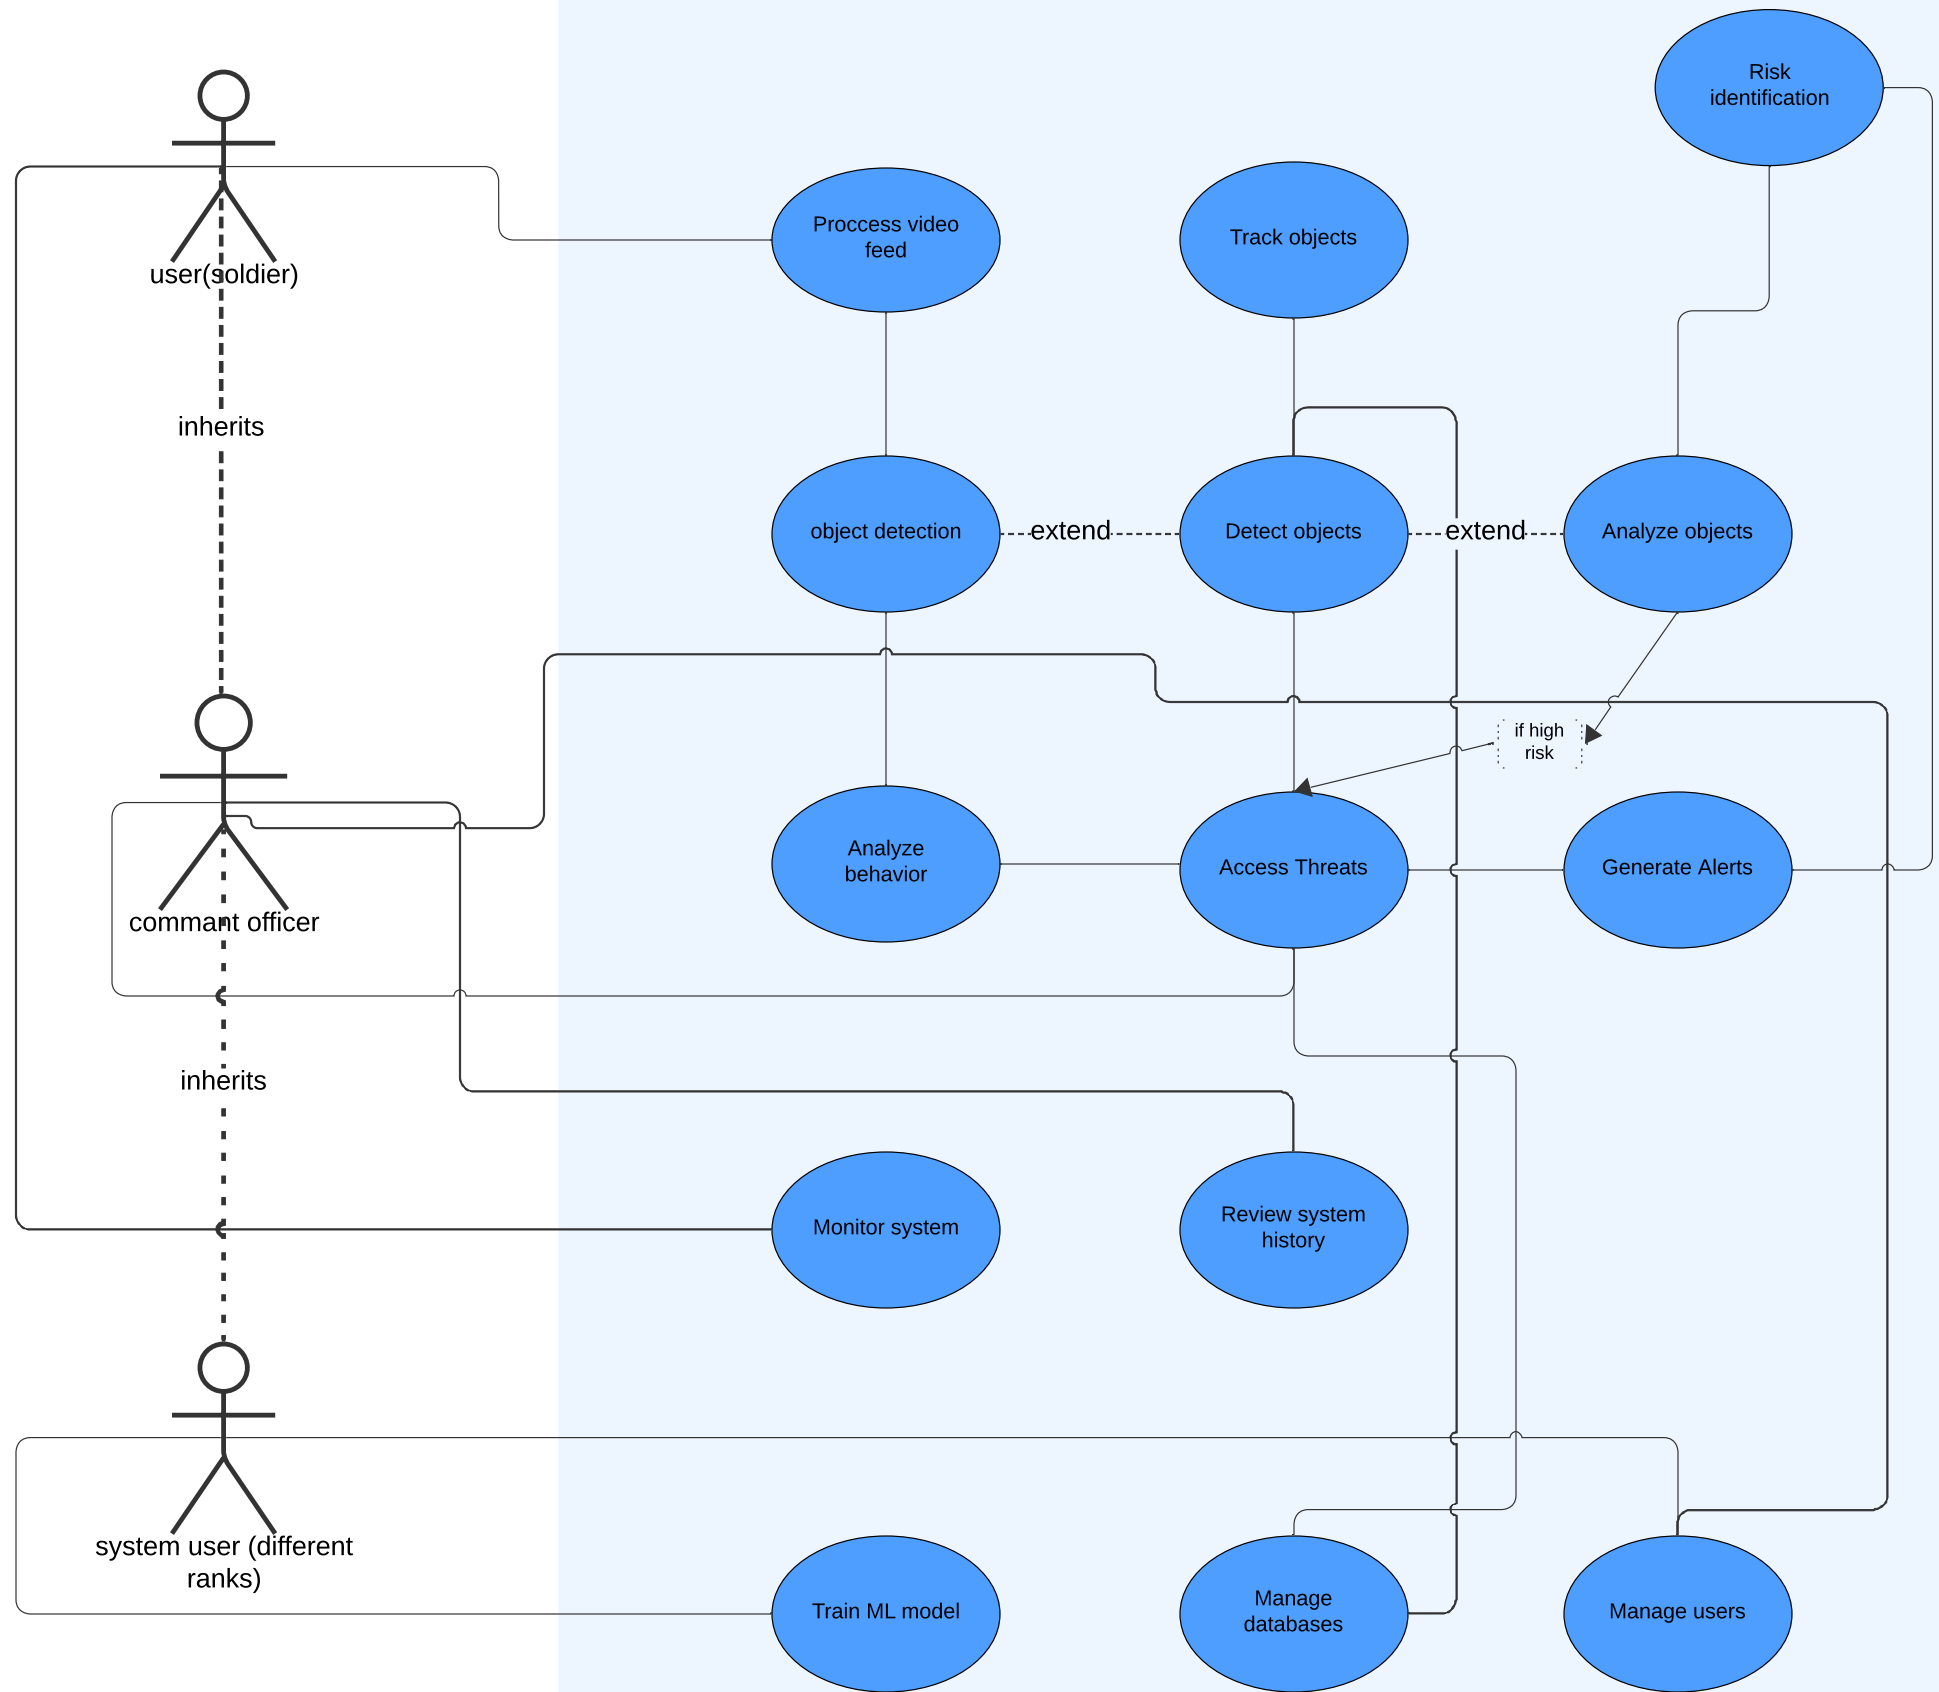 Risk
identification
Proccess video
feed
Track objects
user(soldier)
inherits
object detection
extend
Detect objects
extend
Analyze objects
if high
risk
Analyze
behavior
Access Threats
Generate Alerts
commant officer
inherits
Monitor system
Review system
history
system user (different
ranks)
Train ML model
Manage
databases
Manage users